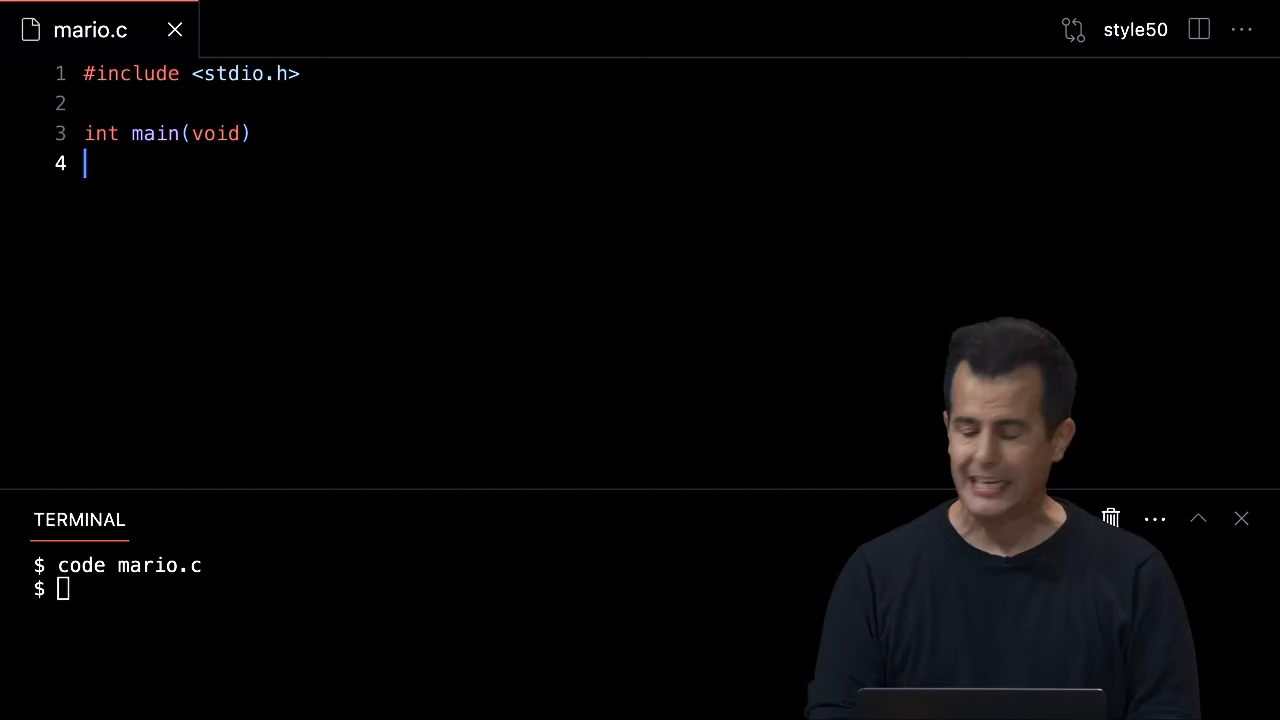 mario.c
style50
1 #include <stdio.h>
2
3 int main(void)
4
TERMINAL
$ code mario.c
$